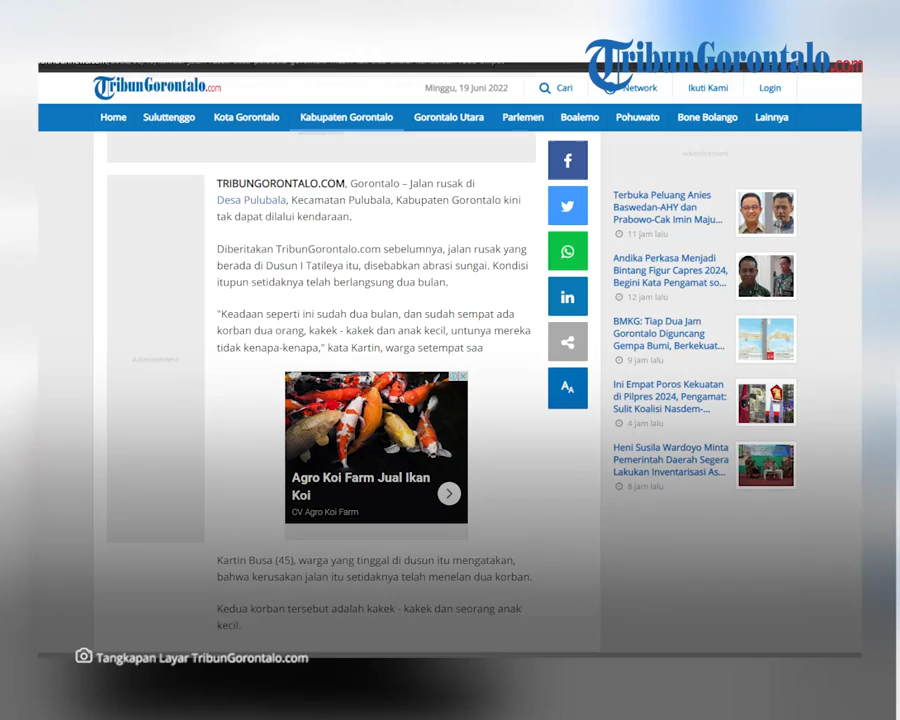 TribunGorontalo.com
TribunGorontalo.com
Minggu, 19 Juni 2022
Cari
Network
Ikuti Kami
Login
Home
Suluttenggo
Kota Gorontalo
Kabupaten Gorontalo
Gorontalo Utara
Parlemen
Boalemo
Pohuwato
Bone Bolango
Lainnya
TRIBUNGORONTALO.COM, Gorontalo – Jalan rusak di
Desa Pulubala, Kecamatan Pulubala, Kabupaten Gorontalo kini
tak dapat dilalui kendaraan.
Diberitakan TribunGorontalo.com sebelumnya, jalan rusak yang
berada di Dusun I Tatileya itu, disebabkan abrasi sungai. Kondisi
itupun setidaknya telah berlangsung dua bulan.
"Keadaan seperti ini sudah dua bulan, dan sudah sempat ada
korban dua orang, kakek - kakek dan anak kecil, untunya mereka
tidak kenapa-kenapa," kata Kartin, warga setempat saa
Advertisement
Agro Koi Farm Jual Ikan
Koi
CV Agro Koi Farm
Kartin Busa (45), warga yang tinggal di dusun itu mengatakan,
bahwa kerusakan jalan itu setidaknya telah menelan dua korban.
Kedua korban tersebut adalah kakek - kakek dan seorang anak
kecil.
Advertisement
Terbuka Peluang Anies
Baswedan-AHY dan
Prabowo-Cak Imin Maju...
11 jam lalu
Andika Perkasa Menjadi
Bintang Figur Capres 2024,
Begini Kata Pengamat so...
12 jam lalu
BMKG: Tiap Dua Jam
Gorontalo Diguncang
Gempa Bumi, Berkekuat...
9 jam lalu
Ini Empat Poros Kekuatan
di Pilpres 2024, Pengamat:
Sulit Koalisi Nasdem-...
4 jam lalu
Heni Susila Wardoyo Minta
Pemerintah Daerah Segera
Lakukan Inventarisasi As...
8 jam lalu
Tangkapan Layar TribunGorontalo.com